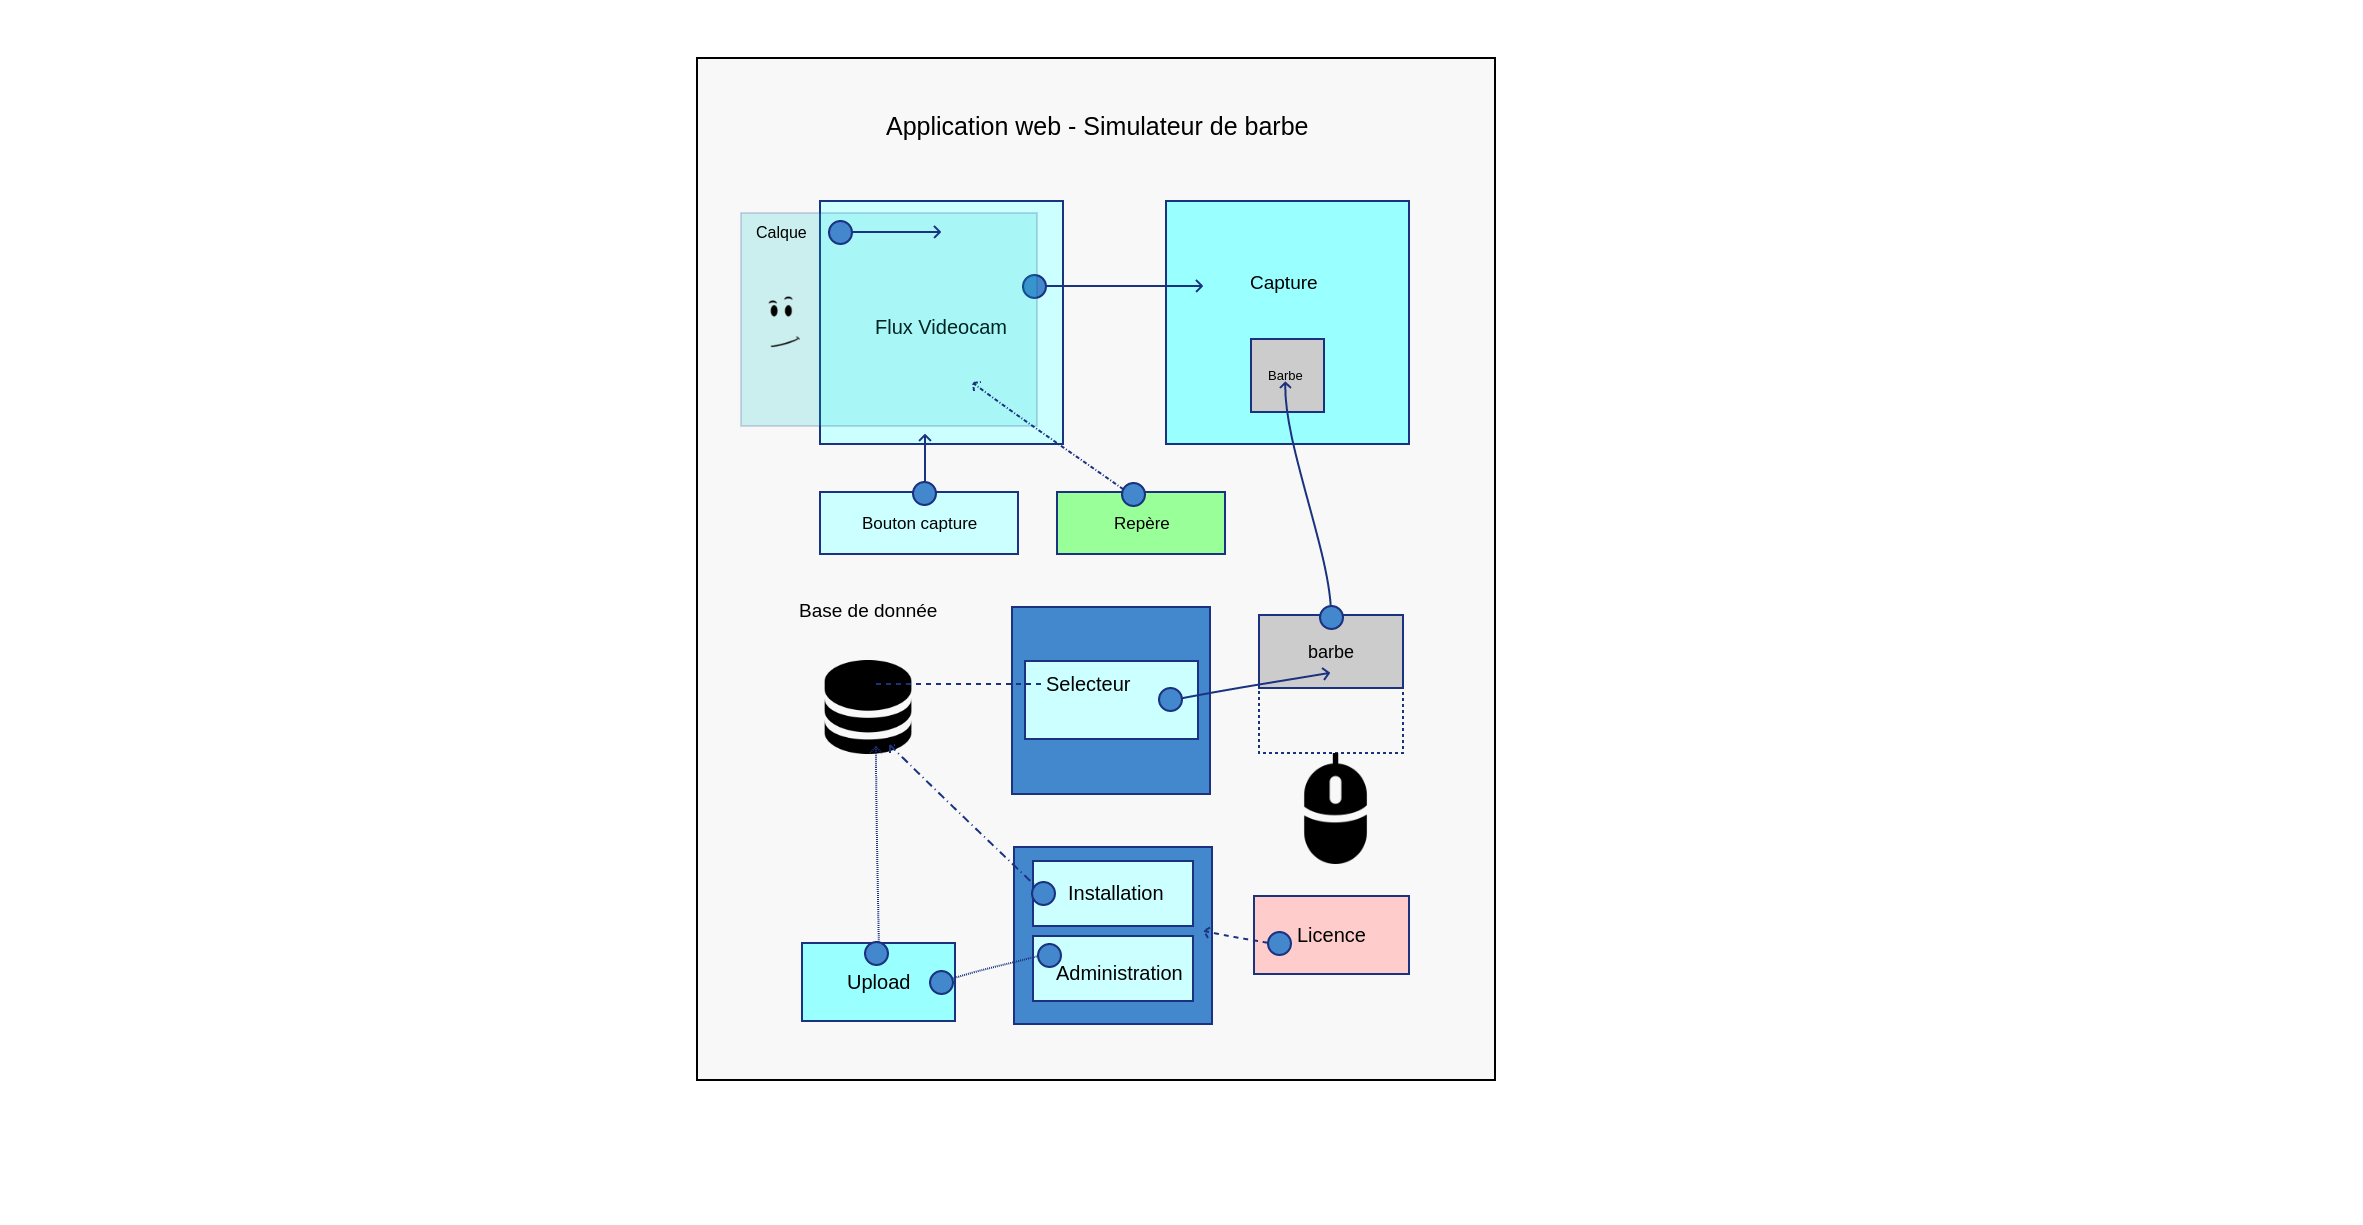 Application web - Simulateur de barbe
Calque
Flux Videocam
Capture
Barbe
Bouton capture
Repère
Base de donnée
Selecteur
barbe
Installation
Administration
Licence
Upload